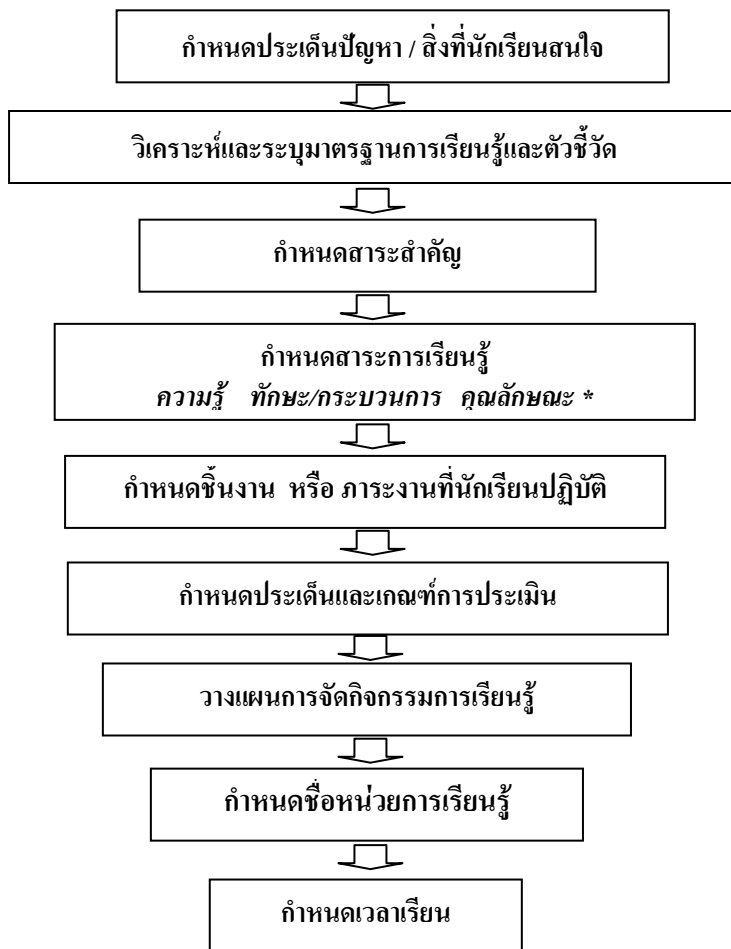 กำหนดประเด็นปัญหา / สิ่งที่นักเรียนสนใจ
วิเคราะห์และระบุมาตรฐานการเรียนรู้และตัวชี้วัด
กำหนดสาระสำคัญ
กำหนดสาระการเรียนรู้
ความรู้ ทักษะ/กระบวนการ คุณลักษณะ *
กำหนดชิ้นงาน หรือ ภาระงานที่นักเรียนปฏิบัติ
กำหนดประเด็นและเกณฑ์การประเมิน
วางแผนการจัดกิจกรรมการเรียนรู้
กำหนดชื่อหน่วยการเรียนรู้
กำหนดเวลาเรียน